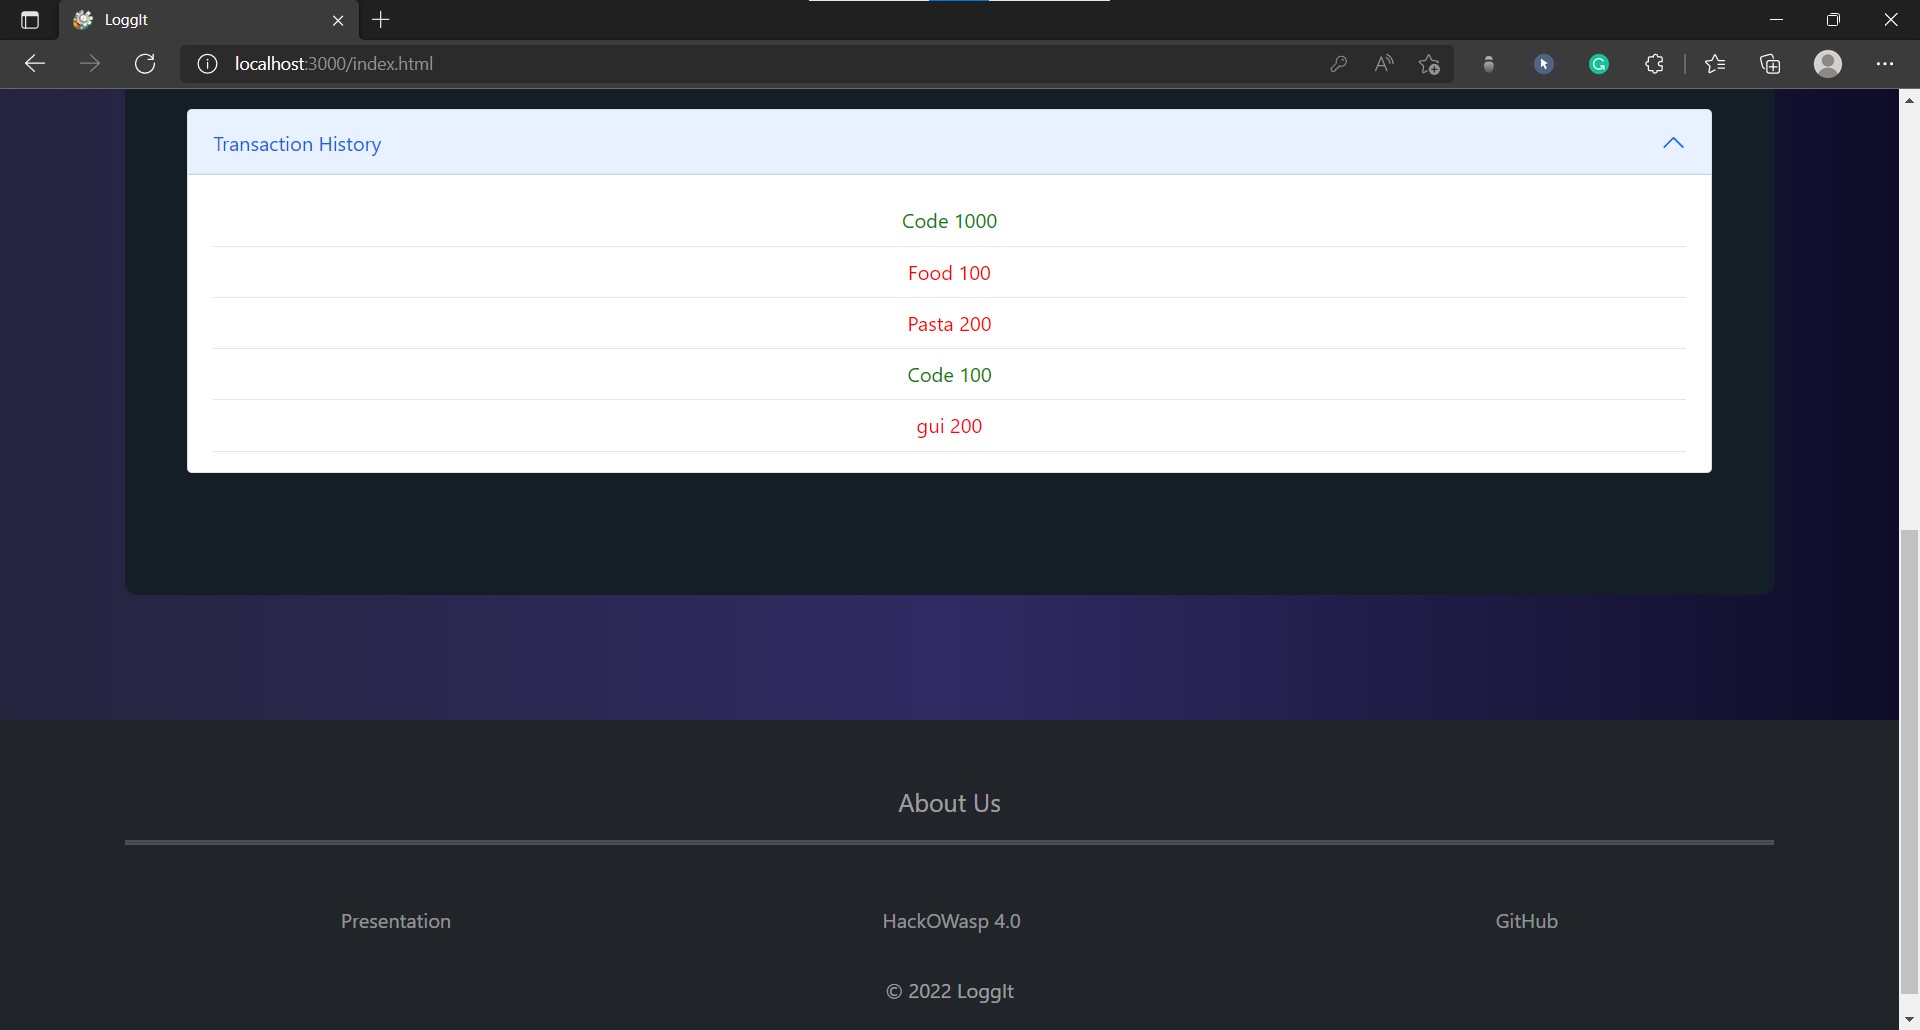 LoggIt
localhost:3000/index.html
Transaction History
Code 1000
Food 100
Pasta 200
Code 100
gui 200
About Us
Presentation HackOWasp 4.0 GitHub
© 2022 LoggIt